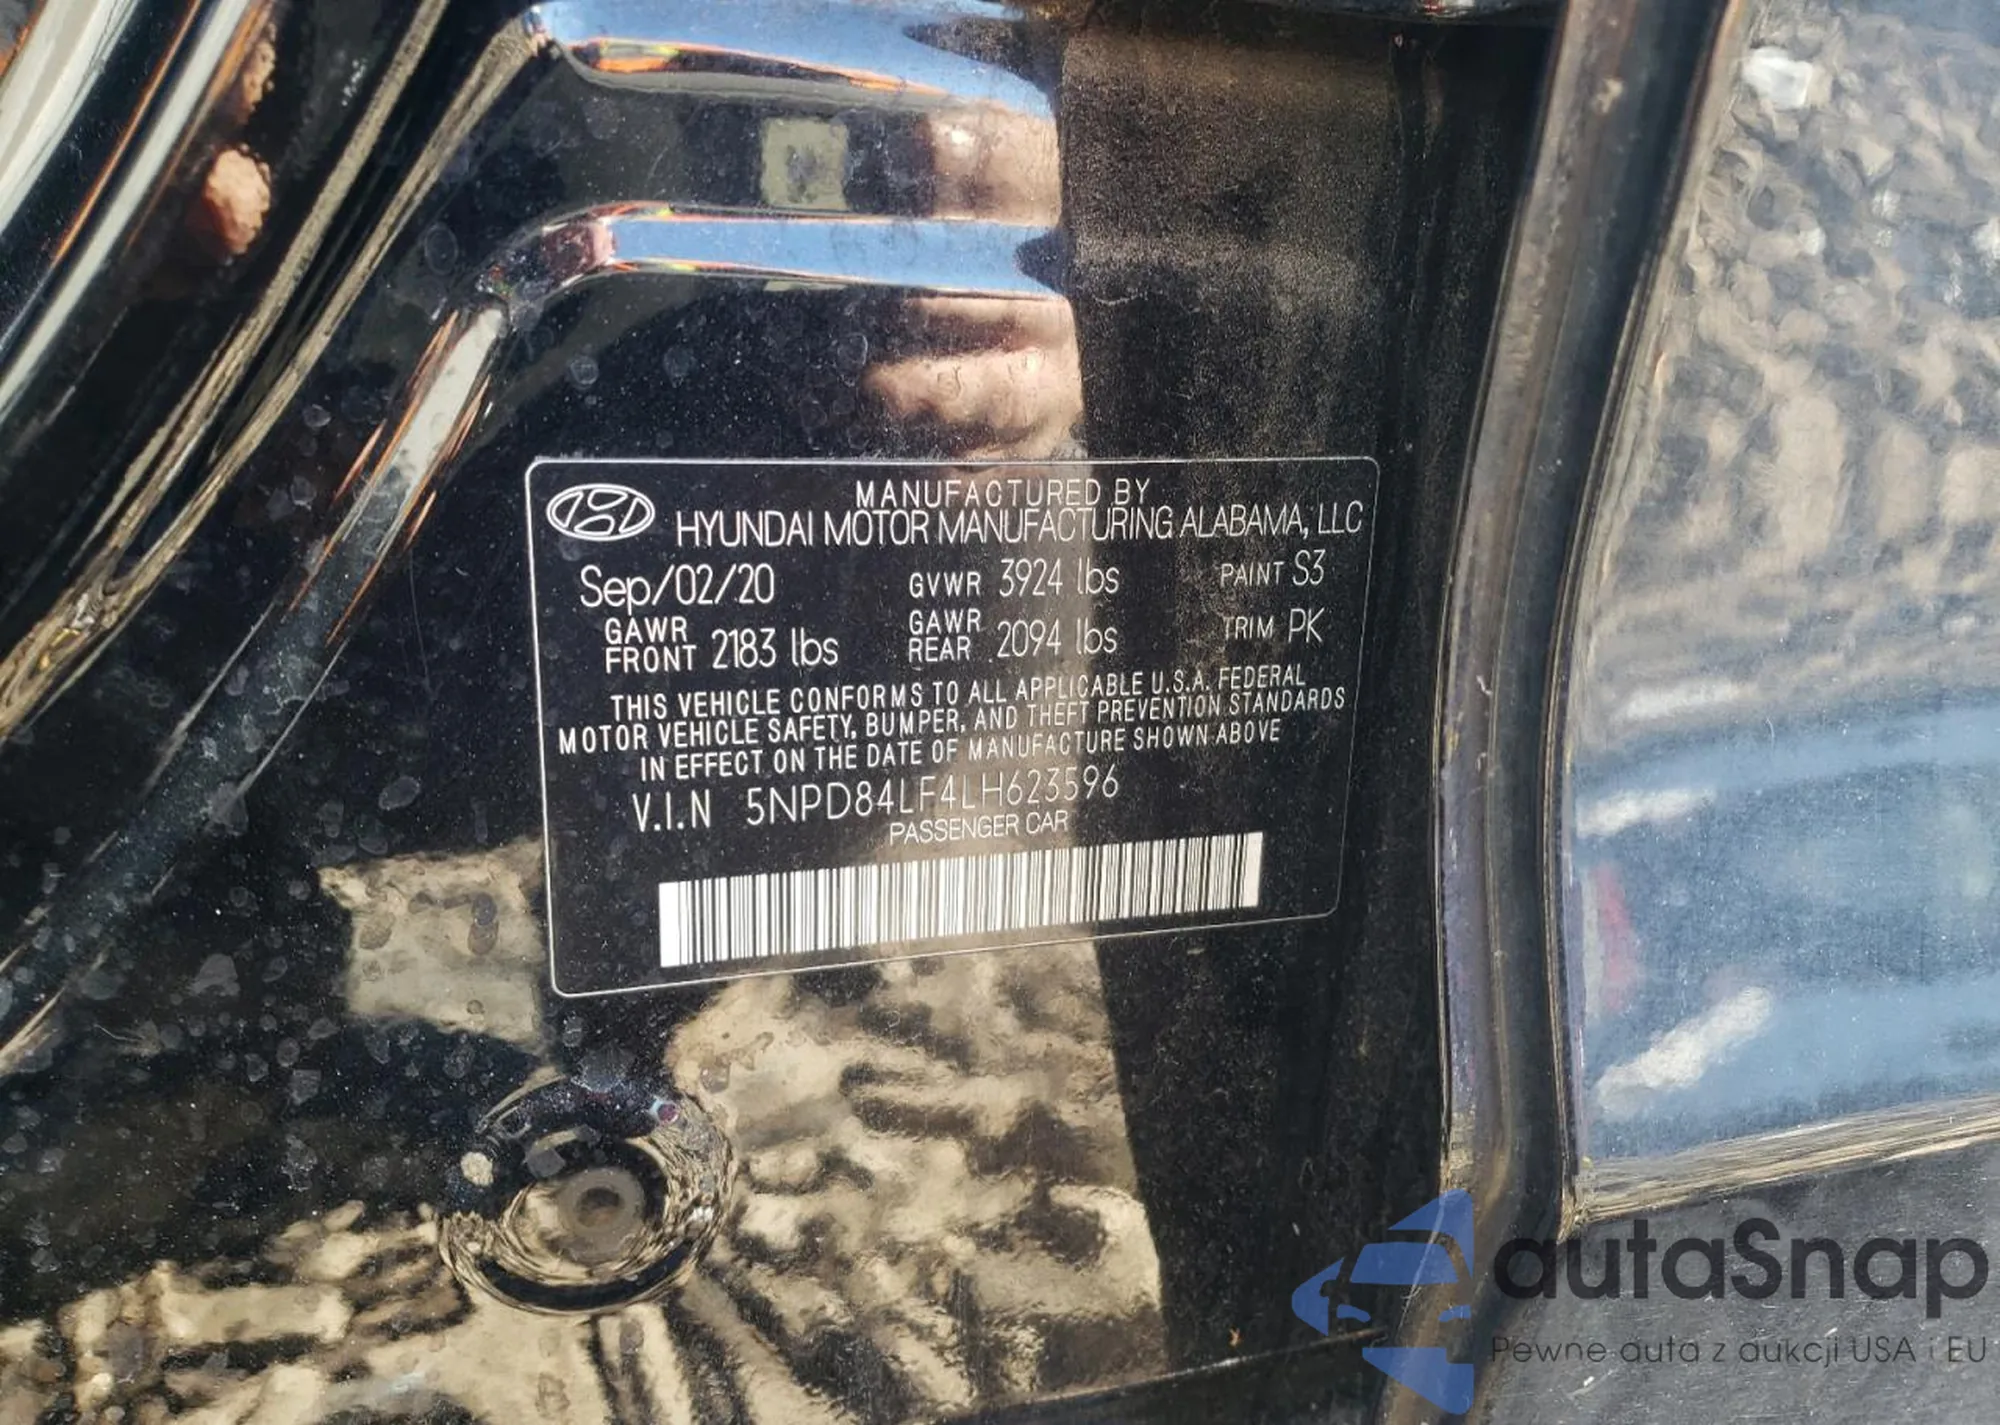 MANUFACTURED BY
HYUNDAI MOTOR MANUFACTURING ALABAMA, LLC
Sep/02/20 GVWR 3924 lbs PAINT S3
GAWR FRONT 2183 lbs GAWR REAR 2094 lbs TRIM PK
THIS VEHICLE CONFORMS TO ALL APPLICABLE U.S.A. FEDERAL
MOTOR VEHICLE SAFETY, BUMPER, AND THEFT PREVENTION STANDARDS
IN EFFECT ON THE DATE OF MANUFACTURE SHOWN ABOVE
V.I.N 5NPD84LF4LH623596
PASSENGER CAR
autaSnap
Pewne auta z aukcji USA i EU